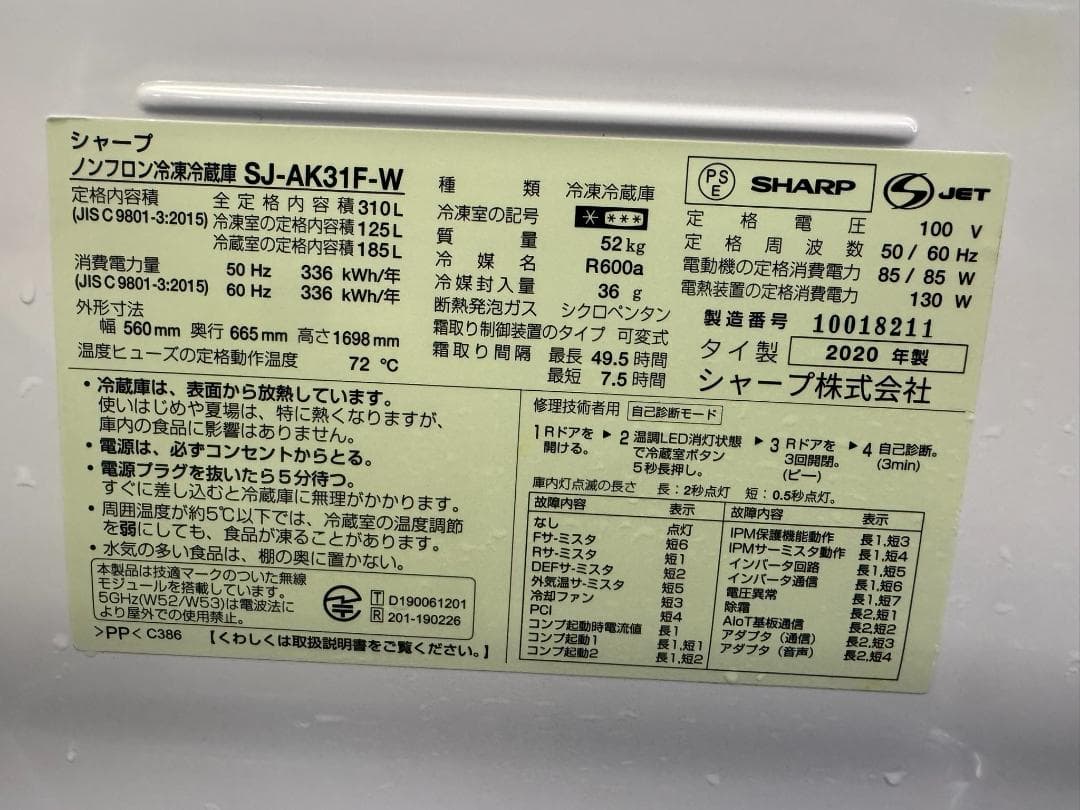 シャープ
ノンフロン冷凍冷蔵庫 SJ-AK31F-W
定格内容積 全定格内容積 310L
(JIS C 9801-3:2015) 冷凍室の定格内容積 125L
冷蔵室の定格内容積 185L
消費電力量 50 Hz 336 kWh/年
(JIS C 9801-3:2015) 60 Hz 336 kWh/年
外形寸法
幅 560mm 奥行 665mm 高さ 1698mm
温度ヒューズの定格動作温度 72 ℃
種類 冷凍冷蔵庫
冷凍室の記号 * ***
質量 52kg
冷媒名 R600a
冷媒封入量 36 g
断熱発泡ガス シクロペンタン
霜取り制御装置のタイプ 可変式
霜取り間隔 最長 49.5 時間
最短 7.5 時間
PSE SHARP S JET
定格電圧 100 V
定格周波数 50 / 60 Hz
電動機の定格消費電力 85 / 85 W
電熱装置の定格消費電力 130 W
製造番号 10018211
タイ製 2020 年製
シャープ株式会社
・冷蔵庫は、表面から放熱しています。
使いはじめや夏場は、特に熱くなりますが、
庫内の食品に影響はありません。
・電源は、必ずコンセントからとる。
・電源プラグを抜いたら5分待つ。
すぐに差し込むと冷蔵庫に無理がかかります。
・周囲温度が約5℃以下では、冷蔵室の温度調節
を弱にしても、食品が凍ることがあります。
・水気の多い食品は、棚の奥に置かない。
本製品は技適マークのついた無線
モジュールを搭載しています。
5GHz(W52/W53)は電波法に
より屋外での使用禁止。
T D190061201
R 201-190226
>PP< C386 【くわしくは取扱説明書をご覧ください。】
修理技術者用 自己診断モード
1 Rドアを開ける。 ▶ 2 温調LED消灯状態で冷蔵室ボタン5秒長押し。 ▶ 3 Rドアを3回開閉。(ピー) ▶ 4 自己診断。(3min)
庫内灯点滅の長さ 長:2秒点灯 短:0.5秒点灯。
故障内容 表示
なし 点灯
Fサーミスタ 短6
Rサーミスタ 短1
DEFサーミスタ 短2
外気温サーミスタ 短5
冷却ファン 短3
PCI 短4
コンプ起動時電流値 長1
コンプ起動1 長1,短1
コンプ起動2 長1,短2
故障内容 表示
IPM保護機能動作 長1,短3
IPMサーミスタ動作 長1,短4
インバータ回路 長1,短5
インバータ通信 長1,短6
電圧異常 長1,短7
除霜 長2,短1
AIoT基板通信 長2,短2
アダプタ(通信) 長2,短3
アダプタ(音声) 長2,短4